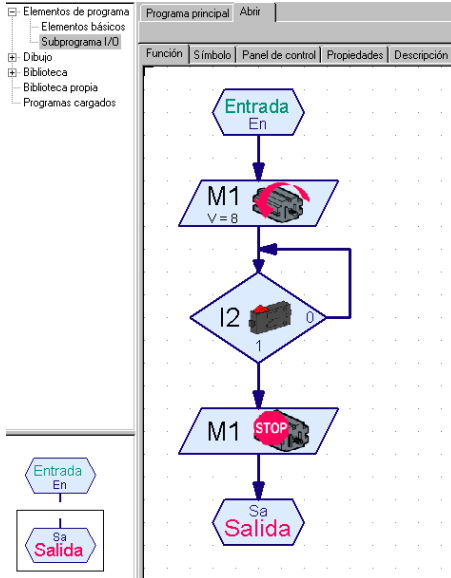 Elementos de programa
Elementos básicos
Subprograma I/O
Dibujo
Biblioteca
Biblioteca propia
Programas cargados
Programa principal
Abrir
Función
Símbolo
Panel de control
Propiedades
Descripción
Entrada
En
M1
V = 8
I2
0
1
M1
STOP
Sa
Salida
Entrada
En
Sa
Salida